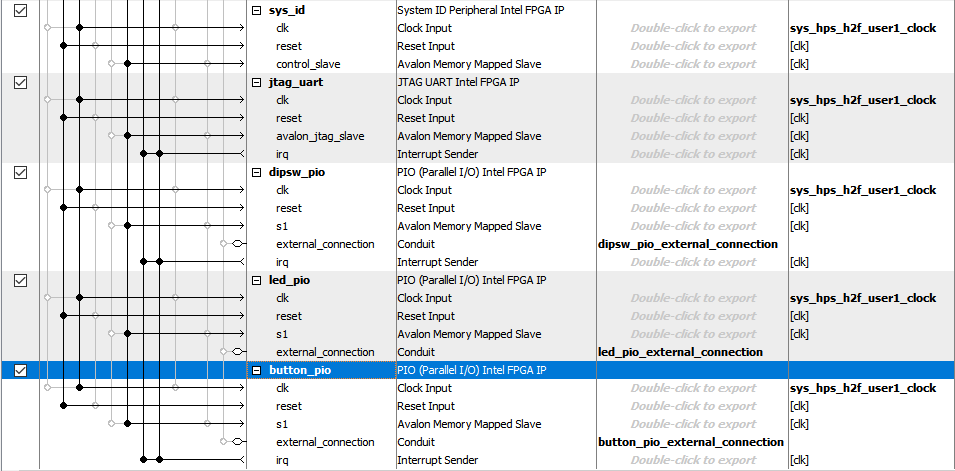 sys_id System ID Peripheral Intel FPGA IP
clk Clock Input Double-click to export sys_hps_h2f_user1_clock
reset Reset Input Double-click to export [clk]
control_slave Avalon Memory Mapped Slave Double-click to export [clk]
jtag_uart JTAG UART Intel FPGA IP
clk Clock Input Double-click to export sys_hps_h2f_user1_clock
reset Reset Input Double-click to export [clk]
avalon_jtag_slave Avalon Memory Mapped Slave Double-click to export [clk]
irq Interrupt Sender Double-click to export [clk]
dipsw_pio PIO (Parallel I/O) Intel FPGA IP
clk Clock Input Double-click to export sys_hps_h2f_user1_clock
reset Reset Input Double-click to export [clk]
s1 Avalon Memory Mapped Slave Double-click to export [clk]
external_connection Conduit dipsw_pio_external_connection
irq Interrupt Sender Double-click to export [clk]
led_pio PIO (Parallel I/O) Intel FPGA IP
clk Clock Input Double-click to export sys_hps_h2f_user1_clock
reset Reset Input Double-click to export [clk]
s1 Avalon Memory Mapped Slave Double-click to export [clk]
external_connection Conduit led_pio_external_connection
button_pio PIO (Parallel I/O) Intel FPGA IP
clk Clock Input Double-click to export sys_hps_h2f_user1_clock
reset Reset Input Double-click to export [clk]
s1 Avalon Memory Mapped Slave Double-click to export [clk]
external_connection Conduit button_pio_external_connection
irq Interrupt Sender Double-click to export [clk]